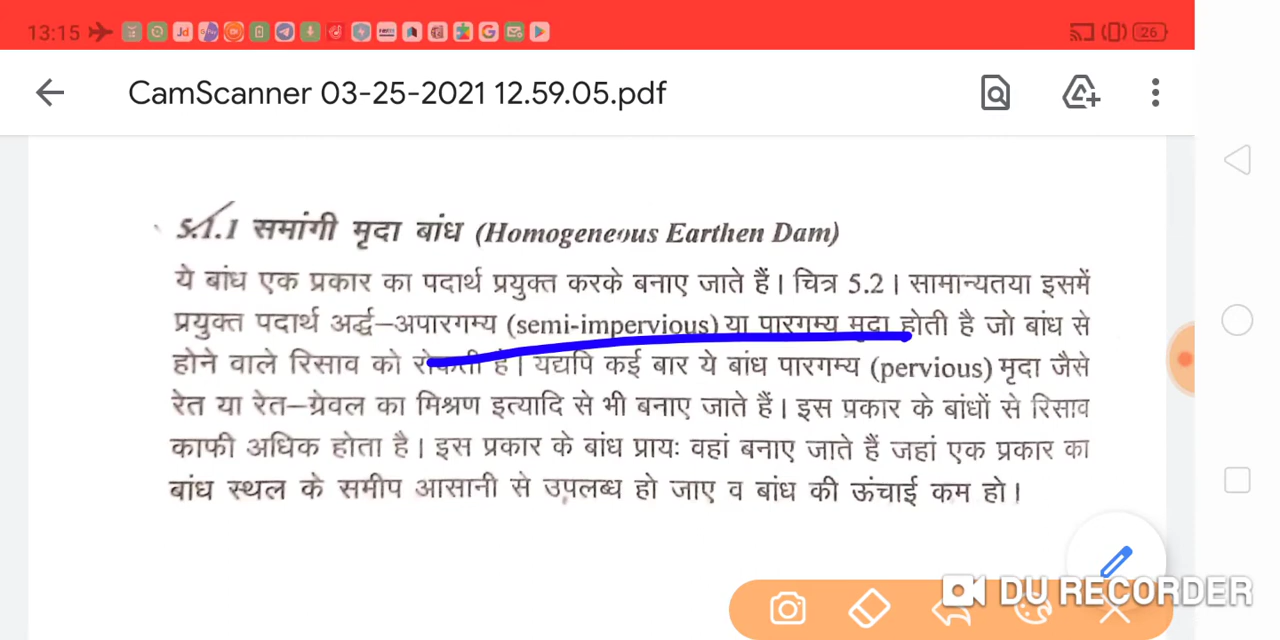 13:15
26
CamScanner 03-25-2021 12.59.05.pdf
5.1.1 समांगी मृदा बांध (Homogeneous Earthen Dam)
ये बांध एक प्रकार का पदार्थ प्रयुक्त करके बनाए जाते हैं। चित्र 5.2। सामान्यतया इसमें
प्रयुक्त पदार्थ अर्द्ध–अपारगम्य (semi-impervious) या पारगम्य मृदा होती है जो बांध से
होने वाले रिसाव को रोकती है। यद्यपि कई बार ये बांध पारगम्य (pervious) मृदा जैसे
रेत या रेत–ग्रेवल का मिश्रण इत्यादि से भी बनाए जाते हैं। इस प्रकार के बांधों से रिसाव
काफी अधिक होता है। इस प्रकार के बांध प्रायः वहां बनाए जाते हैं जहां एक प्रकार का
बांध स्थल के समीप आसानी से उपलब्ध हो जाए व बांध की ऊंचाई कम हो।
DU RECORDER